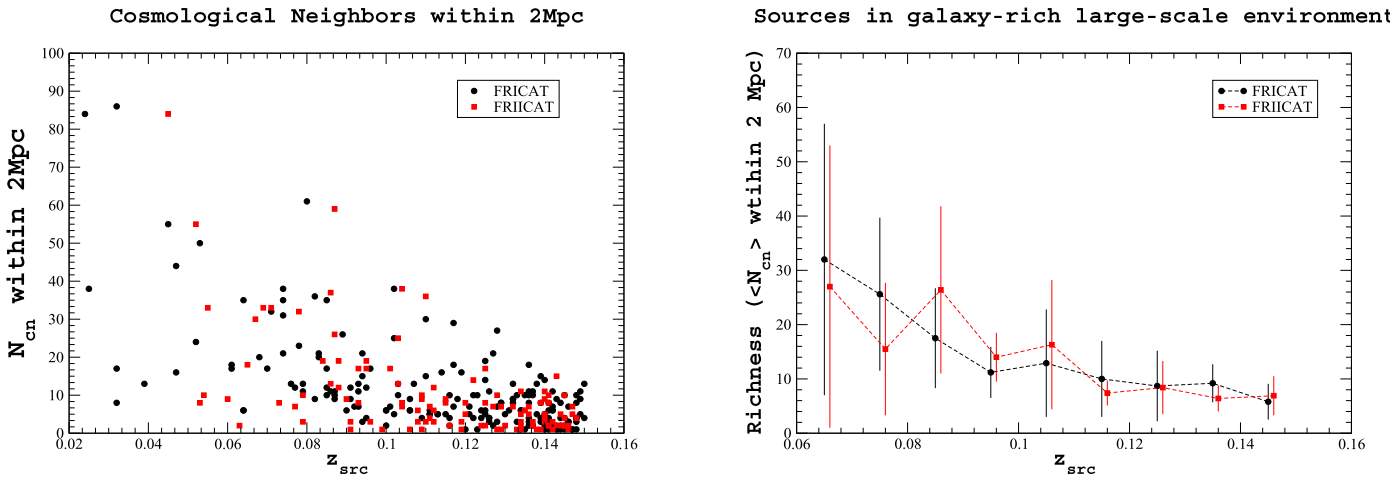 Cosmological Neighbors within 2Mpc
N_cn within 2Mpc
100
90
80
70
60
50
40
30
20
10
0
FRICAT
FRIICAT
0.02 0.04 0.06 0.08 0.1 0.12 0.14 0.16
z_src
Sources in galaxy-rich large-scale environment
Richness (<N_cn> wtihin 2 Mpc)
70
60
50
40
30
20
10
0
FRICAT
FRIICAT
0.06 0.08 0.1 0.12 0.14 0.16
z_src